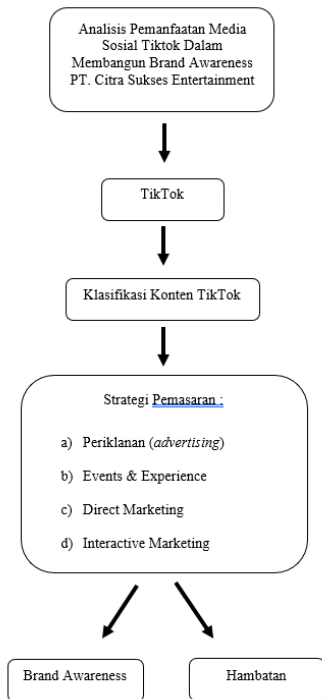 Analisis Pemanfaatan Media
Sosial Tiktok Dalam
Membangun Brand Awareness
PT. Citra Sukses Entertainment
TikTok
Klasifikasi Konten TikTok
Strategi Pemasaran :
a) Periklanan (advertising)
b) Events & Experience
c) Direct Marketing
d) Interactive Marketing
Brand Awareness
Hambatan